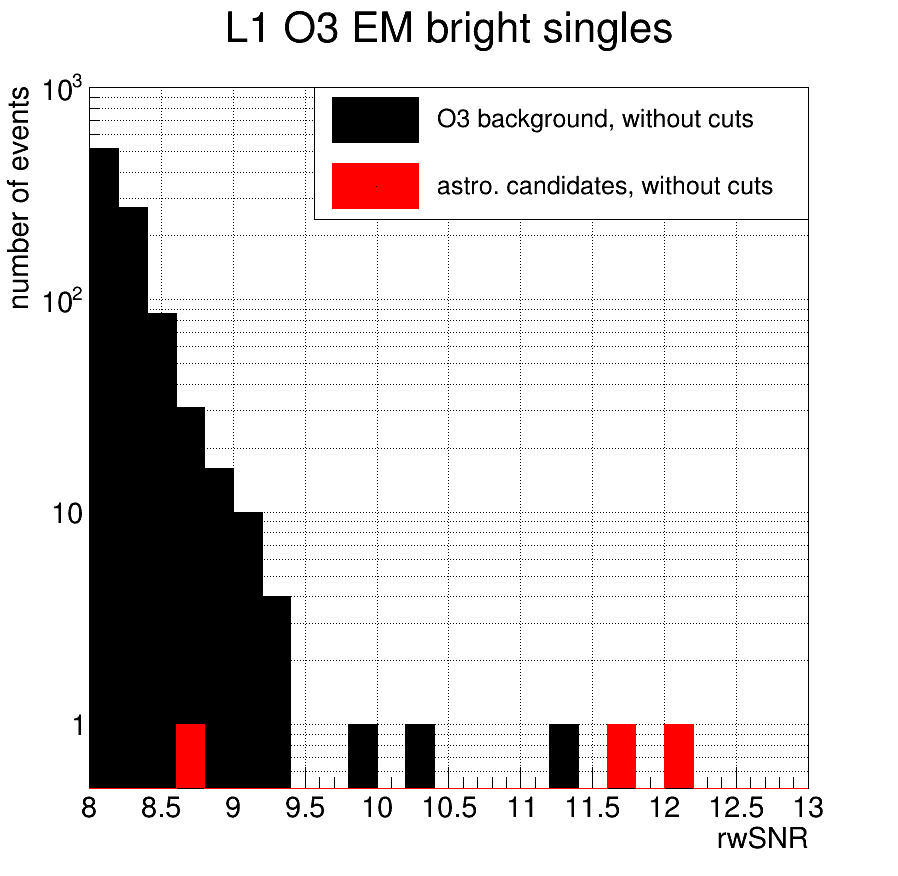 L1 O3 EM bright singles
number of events
10³
10²
10
1
O3 background, without cuts
astro. candidates, without cuts
8 8.5 9 9.5 10 10.5 11 11.5 12 12.5 13
rwSNR